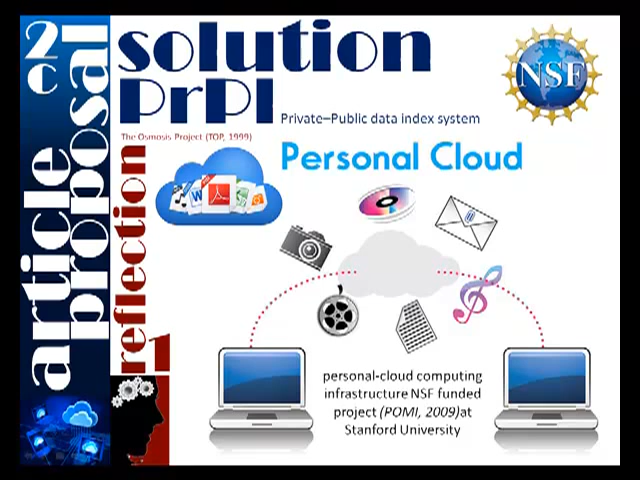 2c
article
proposal
reflection
1
solution
PrPl
Private–Public data index system
The Osmosis Project (TOP, 1999)
Personal Cloud
NSF
W
personal-cloud computing
infrastructure NSF funded
project (POMI, 2009)at
Stanford University